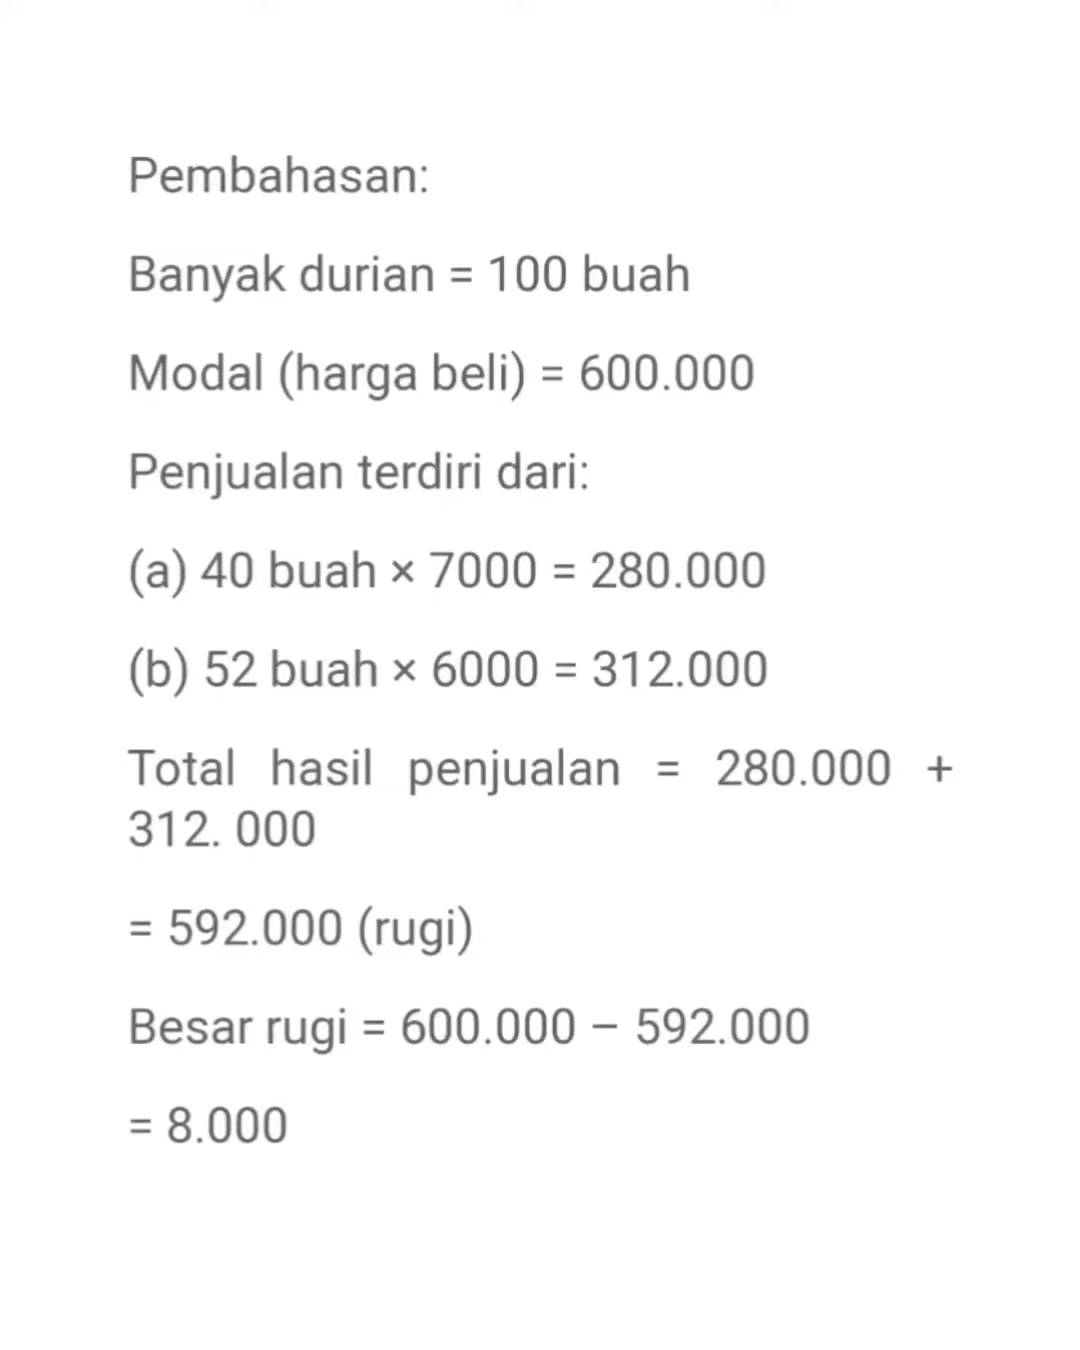 Pembahasan:
Banyak durian = 100 buah
Modal (harga beli) = 600.000
Penjualan terdiri dari:
(a) 40 buah × 7000 = 280.000
(b) 52 buah × 6000 = 312.000
Total hasil penjualan = 280.000 +
312. 000
= 592.000 (rugi)
Besar rugi = 600.000 – 592.000
= 8.000